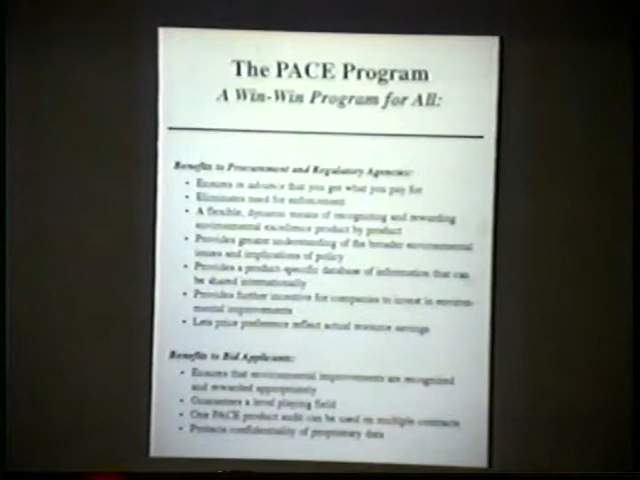 The PACE Program
A Win-Win Program for All:
Benefits to Procurement and Regulatory Agencies:
• Ensures in advance that you get what you pay for
• Eliminates need for enforcement
• A flexible, dynamic means of recognizing and rewarding
environmental excellence product by product
• Provides greater understanding of the broader environmental
issues and implications of policy
• Provides a product-specific database of information that can
be shared internationally
• Provides further incentive for companies to invest in environ-
mental improvements
• Lets price preference reflect actual resource savings
Benefits to Bid Applicants:
• Ensures that environmental improvements are recognized
and rewarded appropriately
• Guarantees a level playing field
• One PACE product audit can be used on multiple contracts
• Protects confidentiality of proprietary data